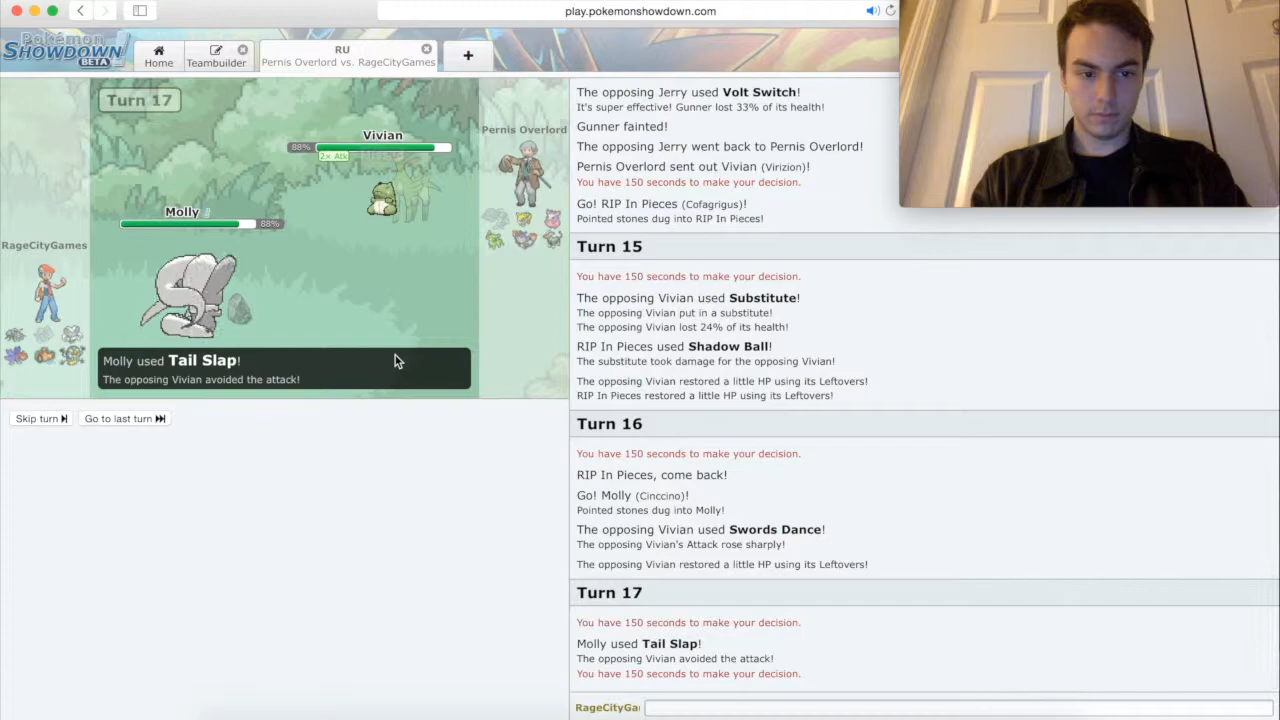 play.pokemonshowdown.com
Pokémon
SHOWDOWN
BETA
Home
Teambuilder
RU
Pernis Overlord vs. RageCityGames
+
Turn 17
Vivian
88%
2× Atk
Molly
88%
RageCityGames
Pernis Overlord
Molly used Tail Slap!
The opposing Vivian avoided the attack!
Skip turn
Go to last turn
The opposing Jerry used Volt Switch!
It's super effective! Gunner lost 33% of its health!
Gunner fainted!
The opposing Jerry went back to Pernis Overlord!
Pernis Overlord sent out Vivian (Virizion)!
You have 150 seconds to make your decision.
Go! RIP In Pieces (Cofagrigus)!
Pointed stones dug into RIP In Pieces!
Turn 15
You have 150 seconds to make your decision.
The opposing Vivian used Substitute!
The opposing Vivian put in a substitute!
The opposing Vivian lost 24% of its health!
RIP In Pieces used Shadow Ball!
The substitute took damage for the opposing Vivian!
The opposing Vivian restored a little HP using its Leftovers!
RIP In Pieces restored a little HP using its Leftovers!
Turn 16
You have 150 seconds to make your decision.
RIP In Pieces, come back!
Go! Molly (Cinccino)!
Pointed stones dug into Molly!
The opposing Vivian used Swords Dance!
The opposing Vivian's Attack rose sharply!
The opposing Vivian restored a little HP using its Leftovers!
Turn 17
You have 150 seconds to make your decision.
Molly used Tail Slap!
The opposing Vivian avoided the attack!
You have 150 seconds to make your decision.
RageCityGa